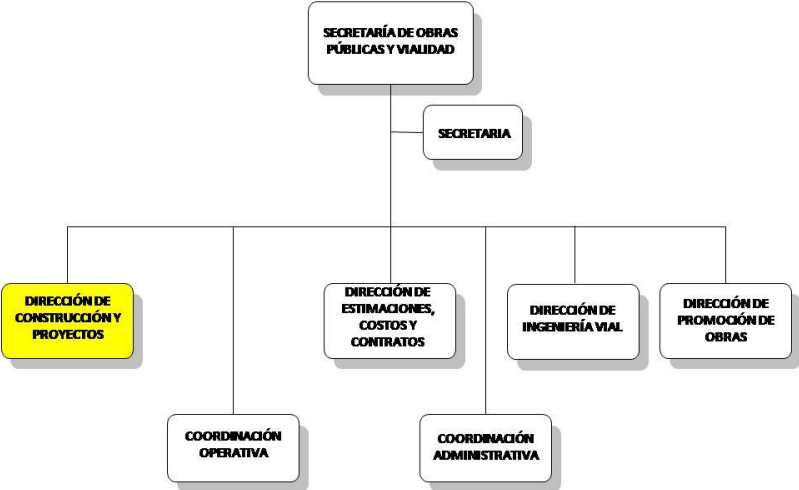 SECRETARÍA DE OBRAS
PÚBLICAS Y VIALIDAD
SECRETARIA
DIRECCIÓN DE
CONSTRUCCIÓN Y
PROYECTOS
DIRECCIÓN DE
ESTIMACIONES,
COSTOS Y
CONTRATOS
DIRECCIÓN DE
INGENIERÍA VIAL
DIRECCIÓN DE
PROMOCIÓN DE
OBRAS
COORDINACIÓN
OPERATIVA
COORDINACIÓN
ADMINISTRATIVA